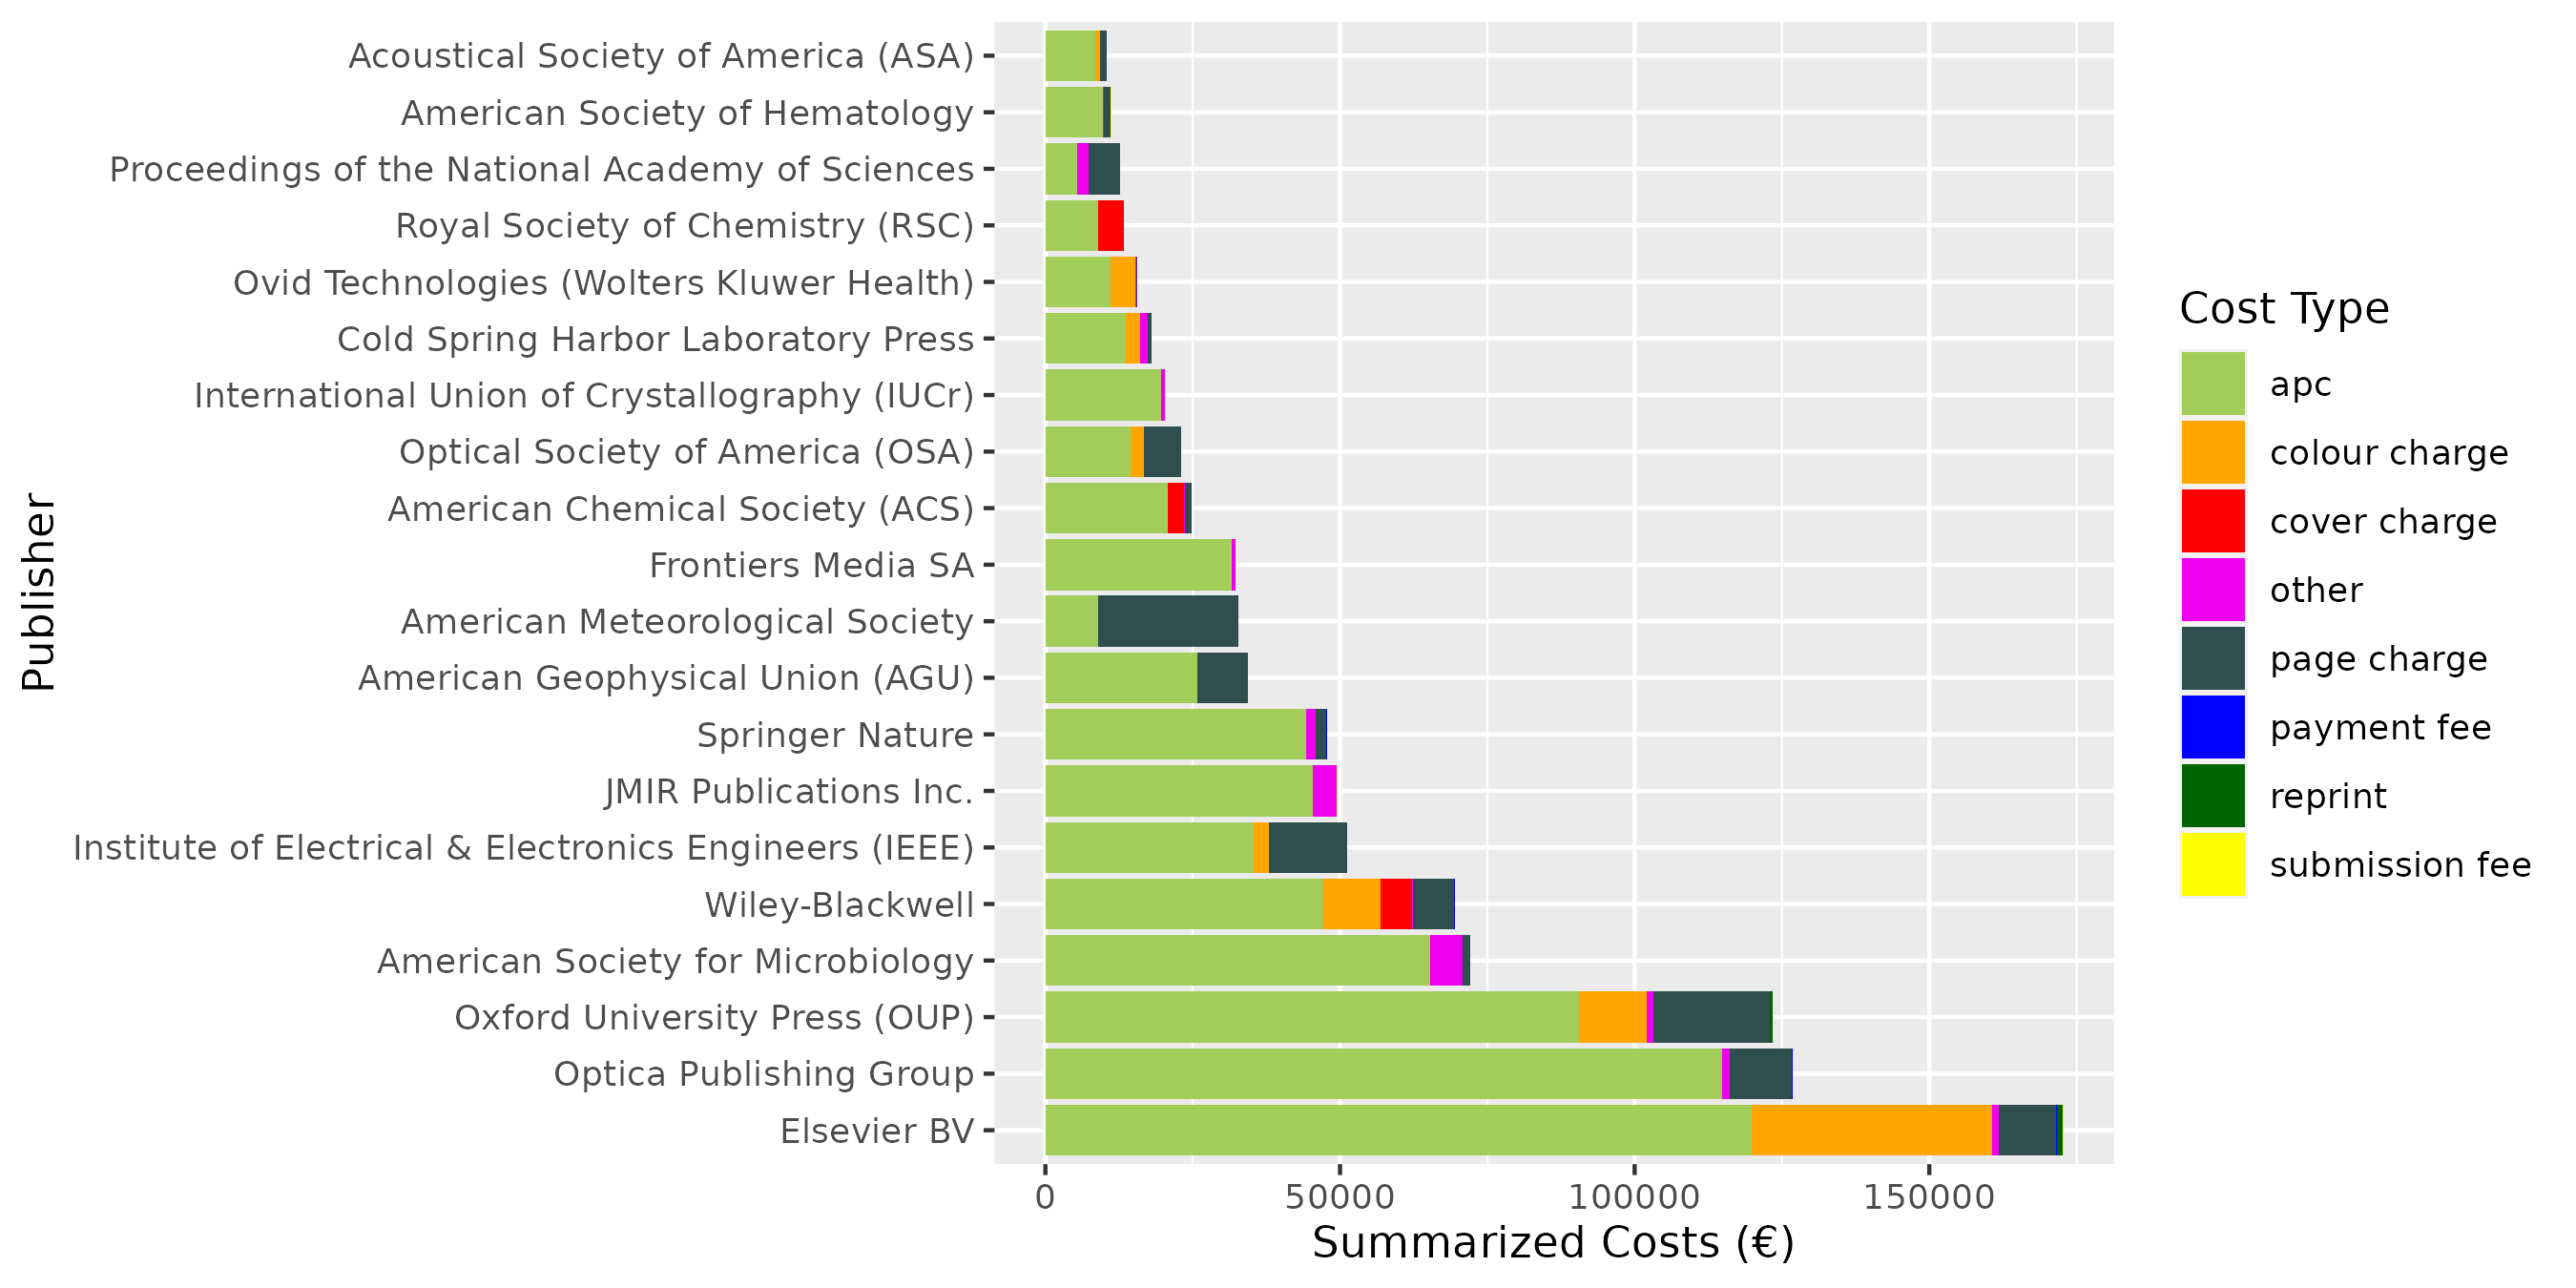 Publisher
Acoustical Society of America (ASA)
American Society of Hematology
Proceedings of the National Academy of Sciences
Royal Society of Chemistry (RSC)
Ovid Technologies (Wolters Kluwer Health)
Cold Spring Harbor Laboratory Press
International Union of Crystallography (IUCr)
Optical Society of America (OSA)
American Chemical Society (ACS)
Frontiers Media SA
American Meteorological Society
American Geophysical Union (AGU)
Springer Nature
JMIR Publications Inc.
Institute of Electrical & Electronics Engineers (IEEE)
Wiley-Blackwell
American Society for Microbiology
Oxford University Press (OUP)
Optica Publishing Group
Elsevier BV
0 50000 100000 150000
Summarized Costs (€)
Cost Type
apc
colour charge
cover charge
other
page charge
payment fee
reprint
submission fee